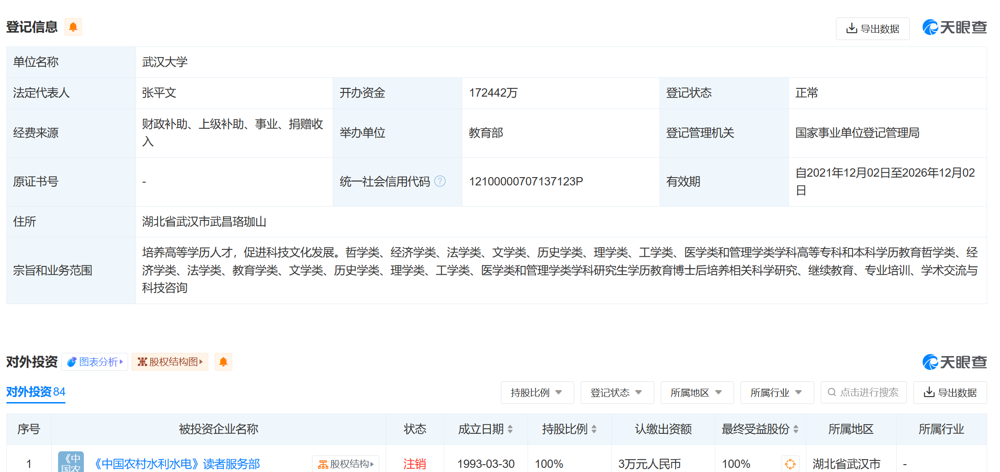 登记信息
导出数据
天眼查
单位名称
武汉大学
法定代表人
张平文
开办资金
172442万
登记状态
正常
经费来源
财政补助、上级补助、事业、捐赠收
入
举办单位
教育部
登记管理机关
国家事业单位登记管理局
原证书号
-
统一社会信用代码 ?
12100000707137123P
有效期
自2021年12月02日至2026年12月02
日
住所
湖北省武汉市武昌珞珈山
宗旨和业务范围
培养高等学历人才，促进科技文化发展。哲学类、经济学类、法学类、文学类、历史学类、理学类、工学类、医学类和管理学类学科高等专科和本科学历教育哲学类、经
济学类、法学类、教育学类、文学类、历史学类、理学类、工学类、医学类和管理学类学科研究生学历教育博士后培养相关科学研究、继续教育、专业培训、学术交流与
科技咨询
对外投资
图表分析
股权结构图
天眼查
对外投资 84
持股比例
登记状态
所属地区
所属行业
点击进行搜索
导出数据
序号
被投资企业名称
状态
成立日期
持股比例
认缴出资额
最终受益股份
所属地区
所属行业
1
《中
国农
《中国农村水利水电》读者服务部
股权结构
注销
1993-03-30
100%
3万元人民币
100%
湖北省武汉市
-